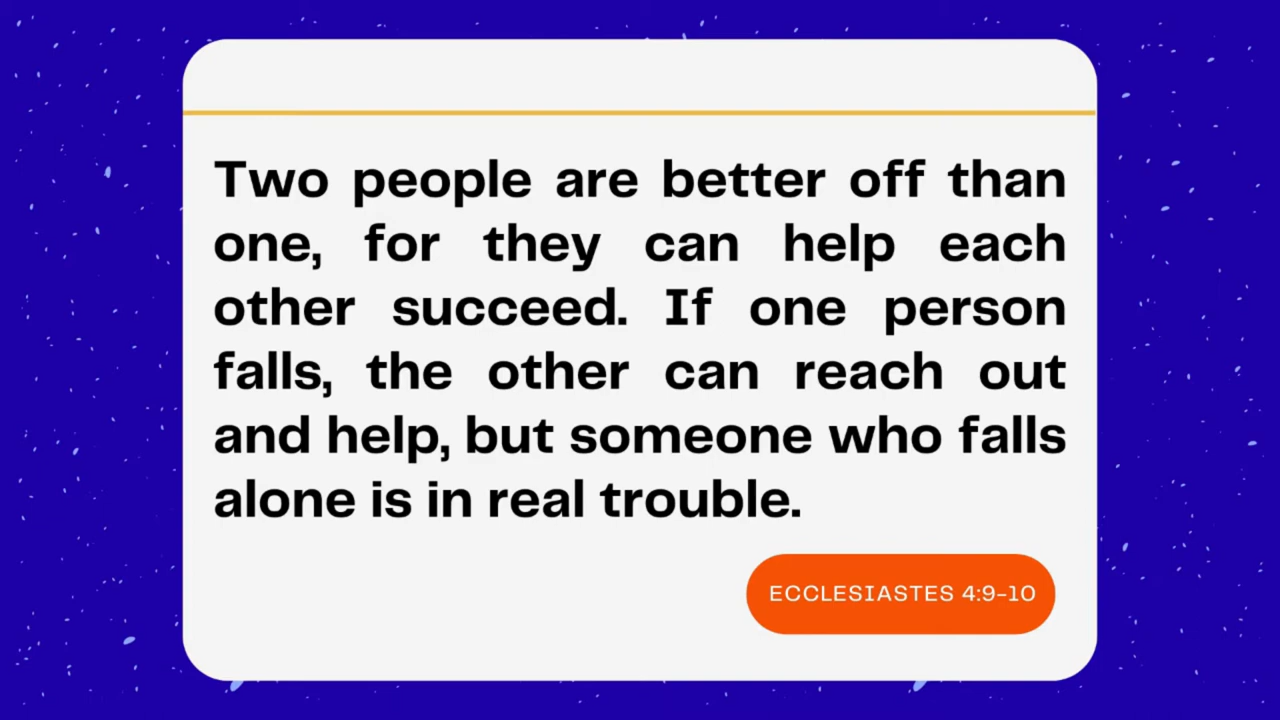 Two people are better off than
one, for they can help each
other succeed. If one person
falls, the other can reach out
and help, but someone who falls
alone is in real trouble.
ECCLESIASTES 4:9-10